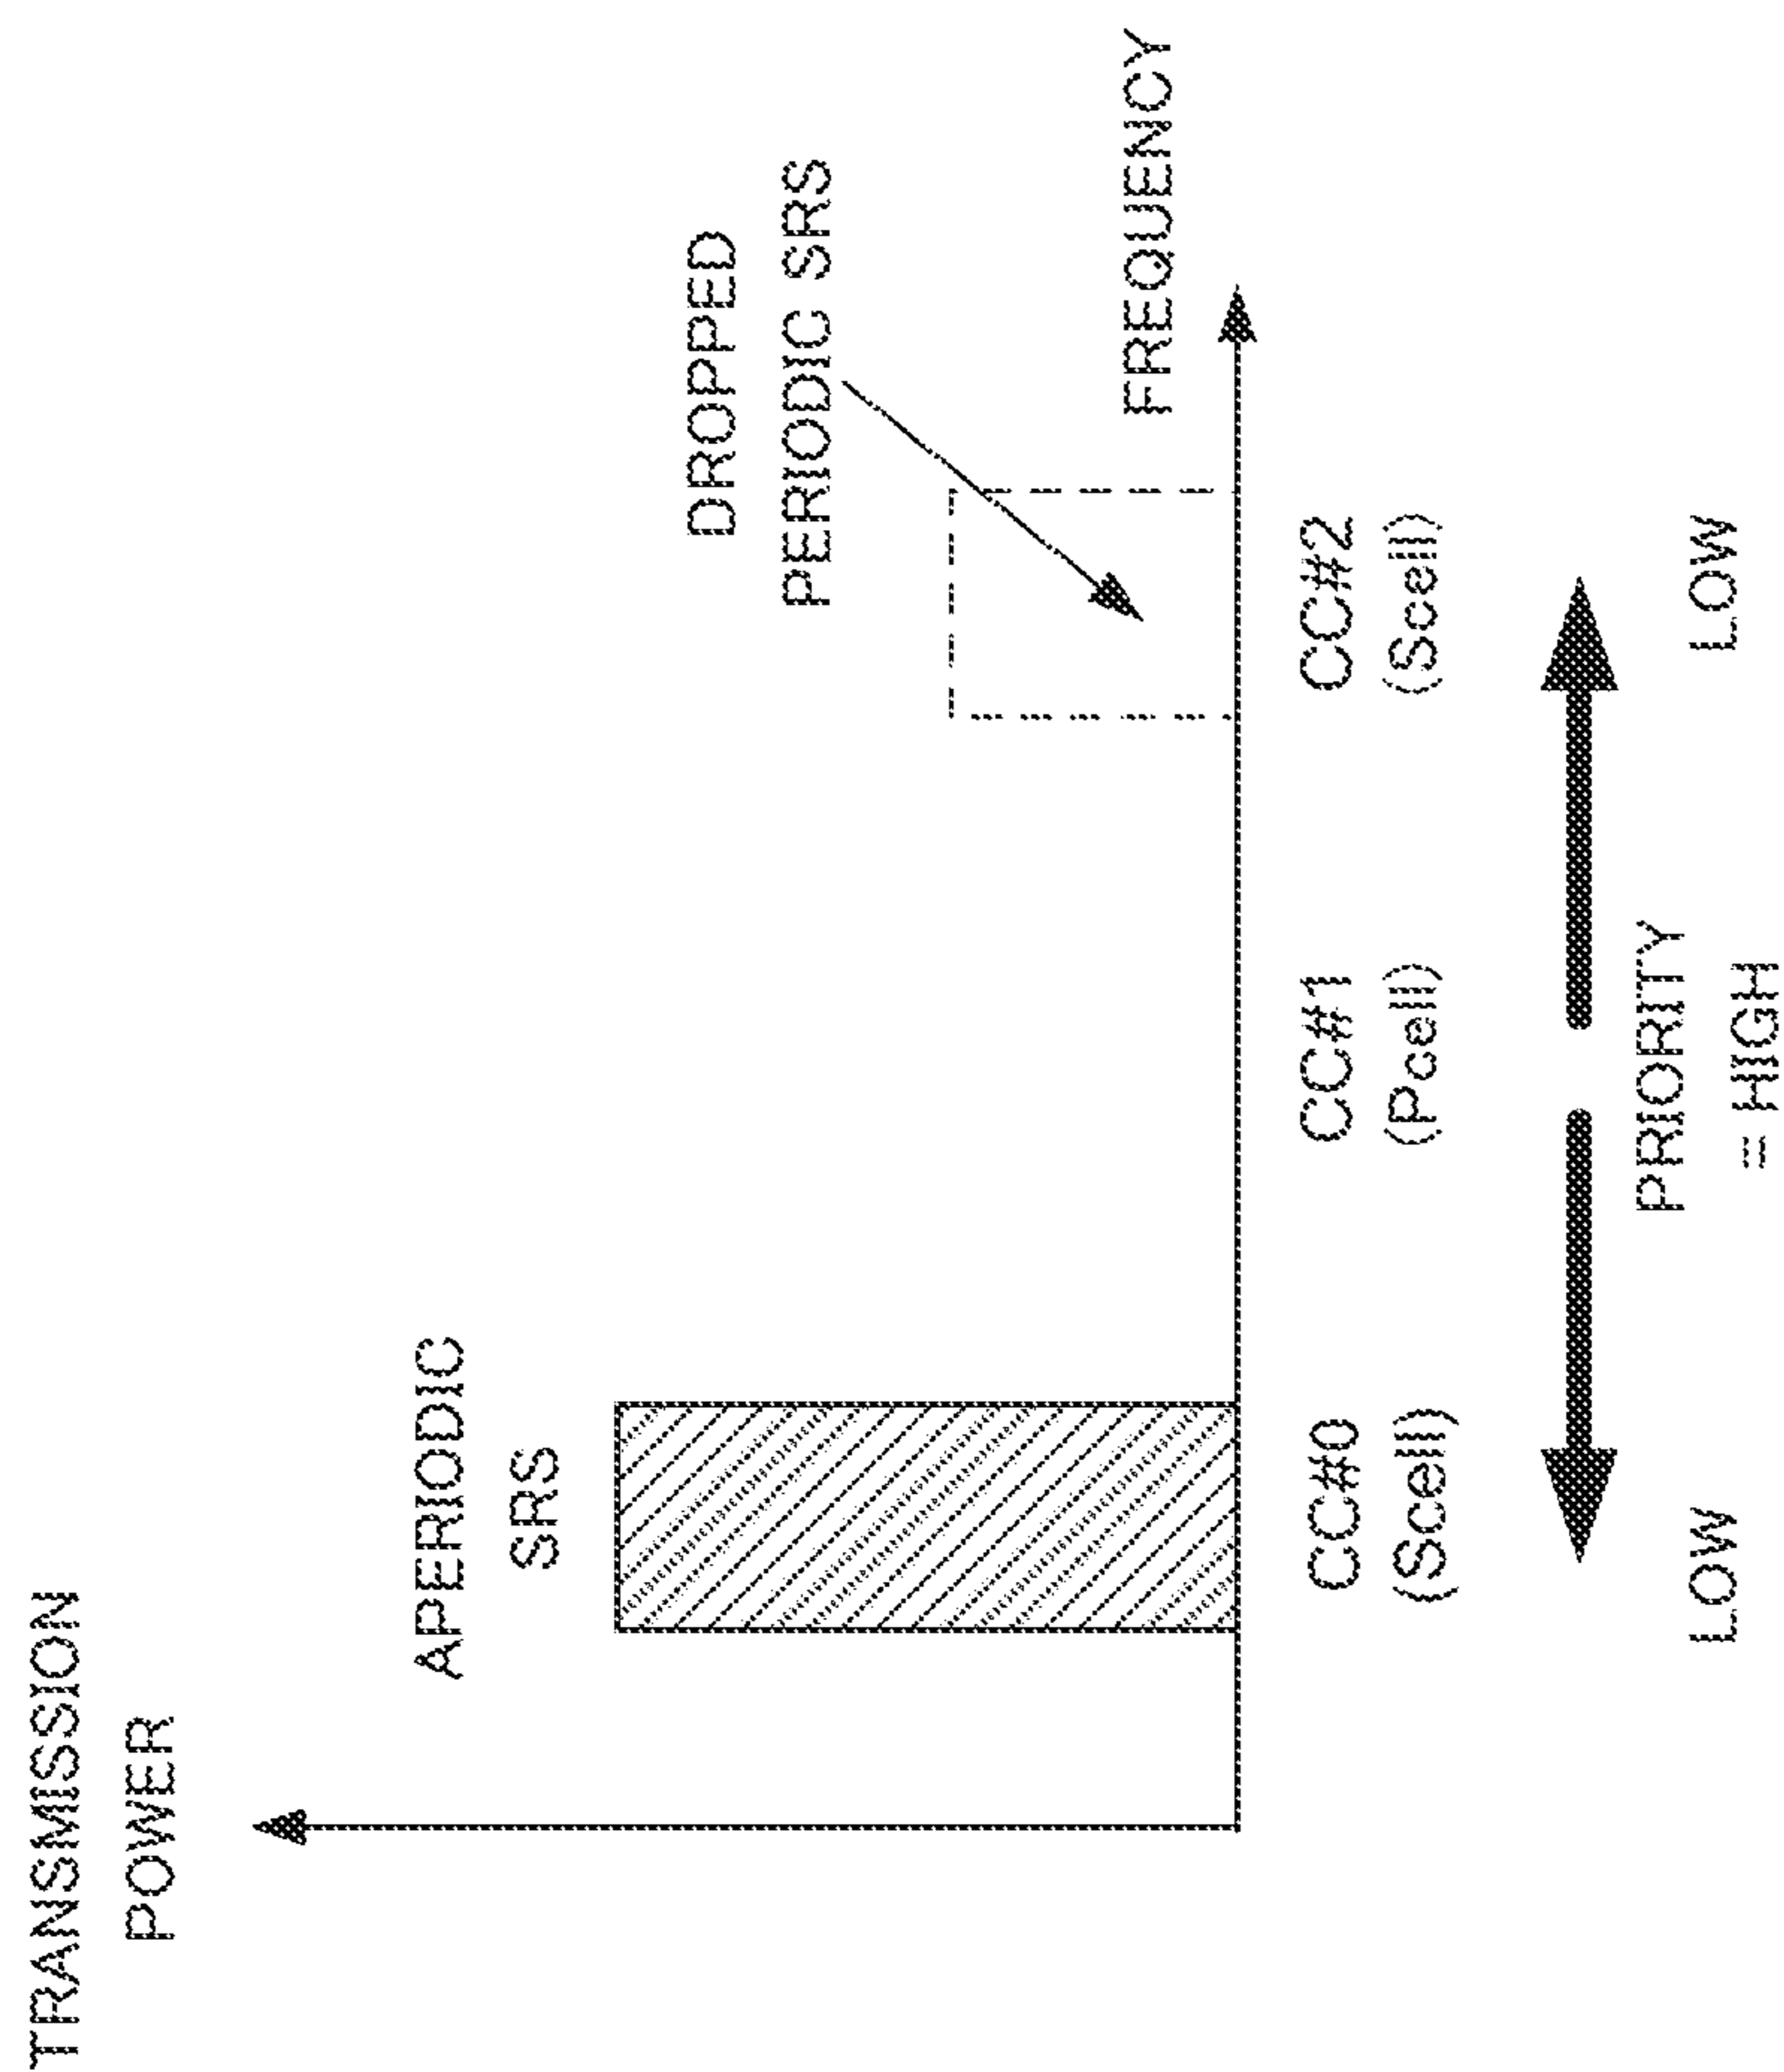 TRANSMISSION
POWER
APERIODIC
SRS
DROPPED
PERIODIC SRS
FREQUENCY
CC#0
(Scell)
CC#1
(Pcell)
CC#2
(Scell)
LOW
PRIORITY
= HIGH
LOW